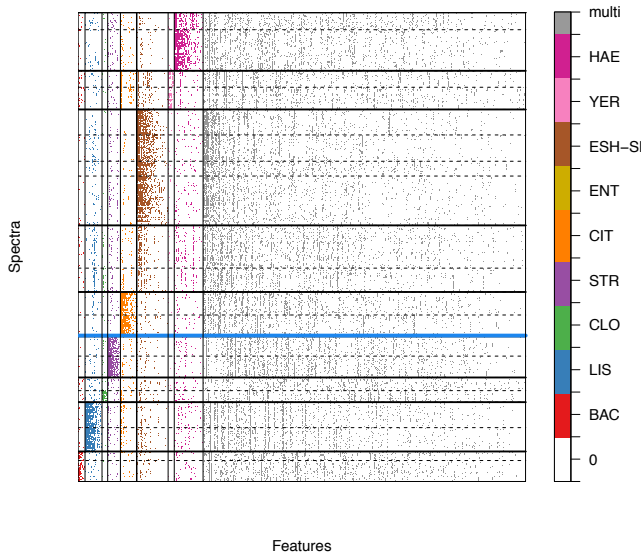 multi
HAE
YER
ESH−SH
ENT
CIT
STR
CLO
LIS
BAC
0
Spectra
Features